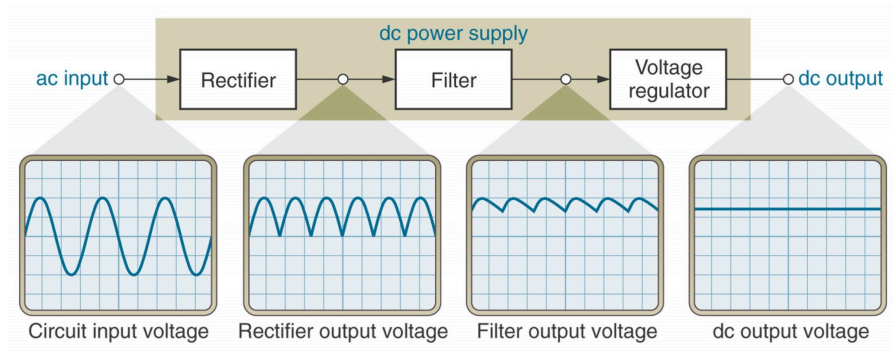 dc power supply
ac input
Rectifier
Filter
Voltage
regulator
dc output
Circuit input voltage
Rectifier output voltage
Filter output voltage
dc output voltage